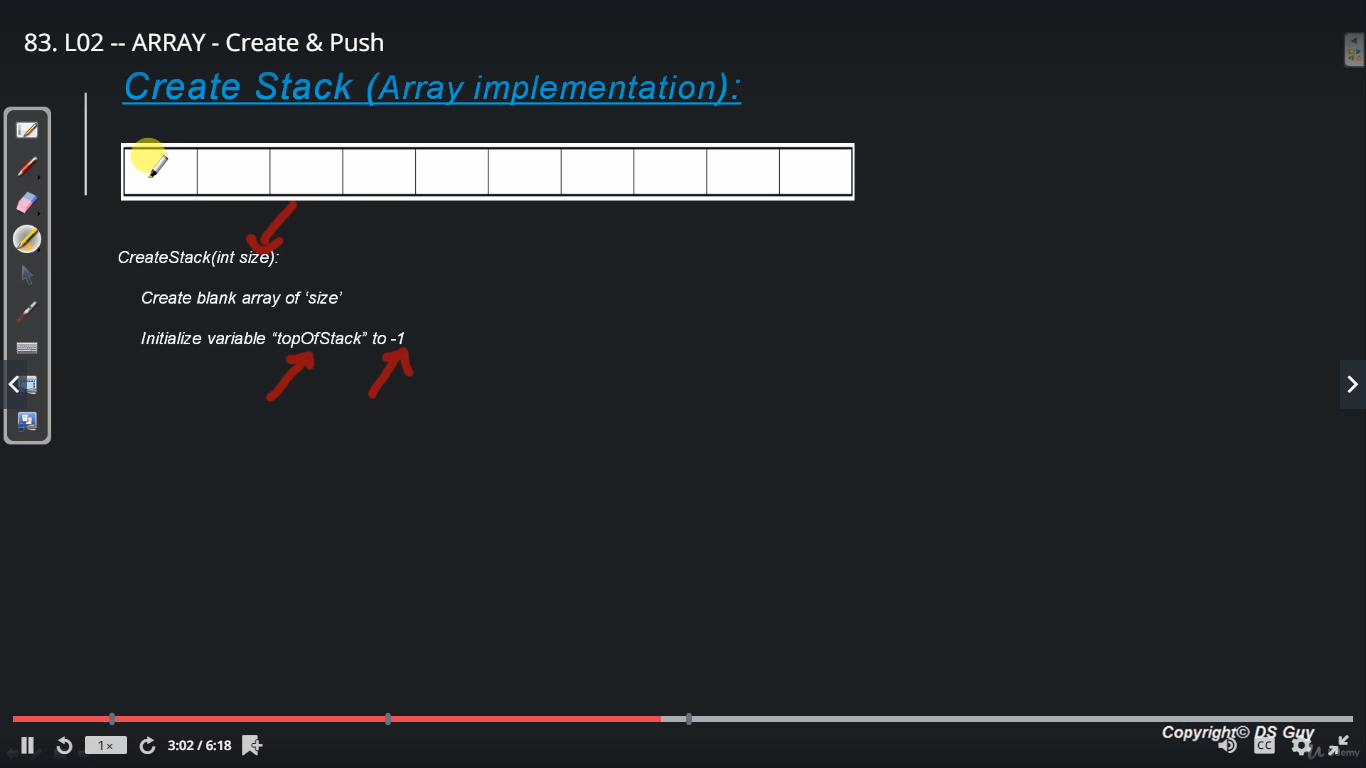 83. L02 -- ARRAY - Create & Push
Create Stack (Array implementation):
CreateStack(int size):
Create blank array of ‘size’
Initialize variable “topOfStack” to -1
Copyright© DS Guy
1×
3:02 / 6:18
CC